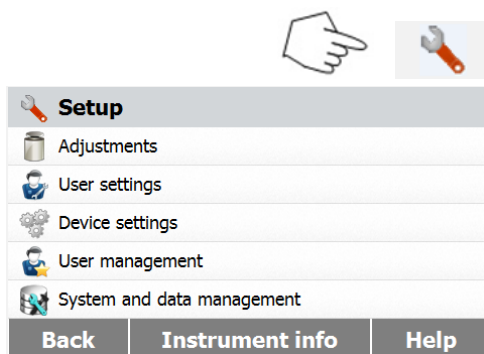 Setup
Adjustments
User settings
Device settings
User management
System and data management
Back Instrument info Help